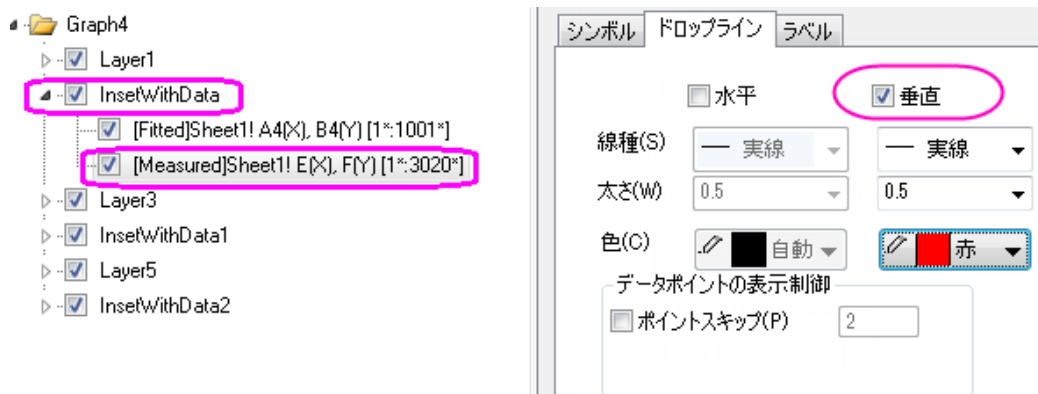 Graph4
Layer1
InsetWithData
[Fitted]Sheet1! A4(X), B4(Y) [1*:1001*]
[Measured]Sheet1! E(X), F(Y) [1*:3020*]
Layer3
InsetWithData1
Layer5
InsetWithData2
シンボル ドロップライン ラベル
水平 垂直
線種(S) 実線 実線
太さ(W) 0.5 0.5
色(C) 自動 赤
データポイントの表示制御
ポイントスキップ(P) 2